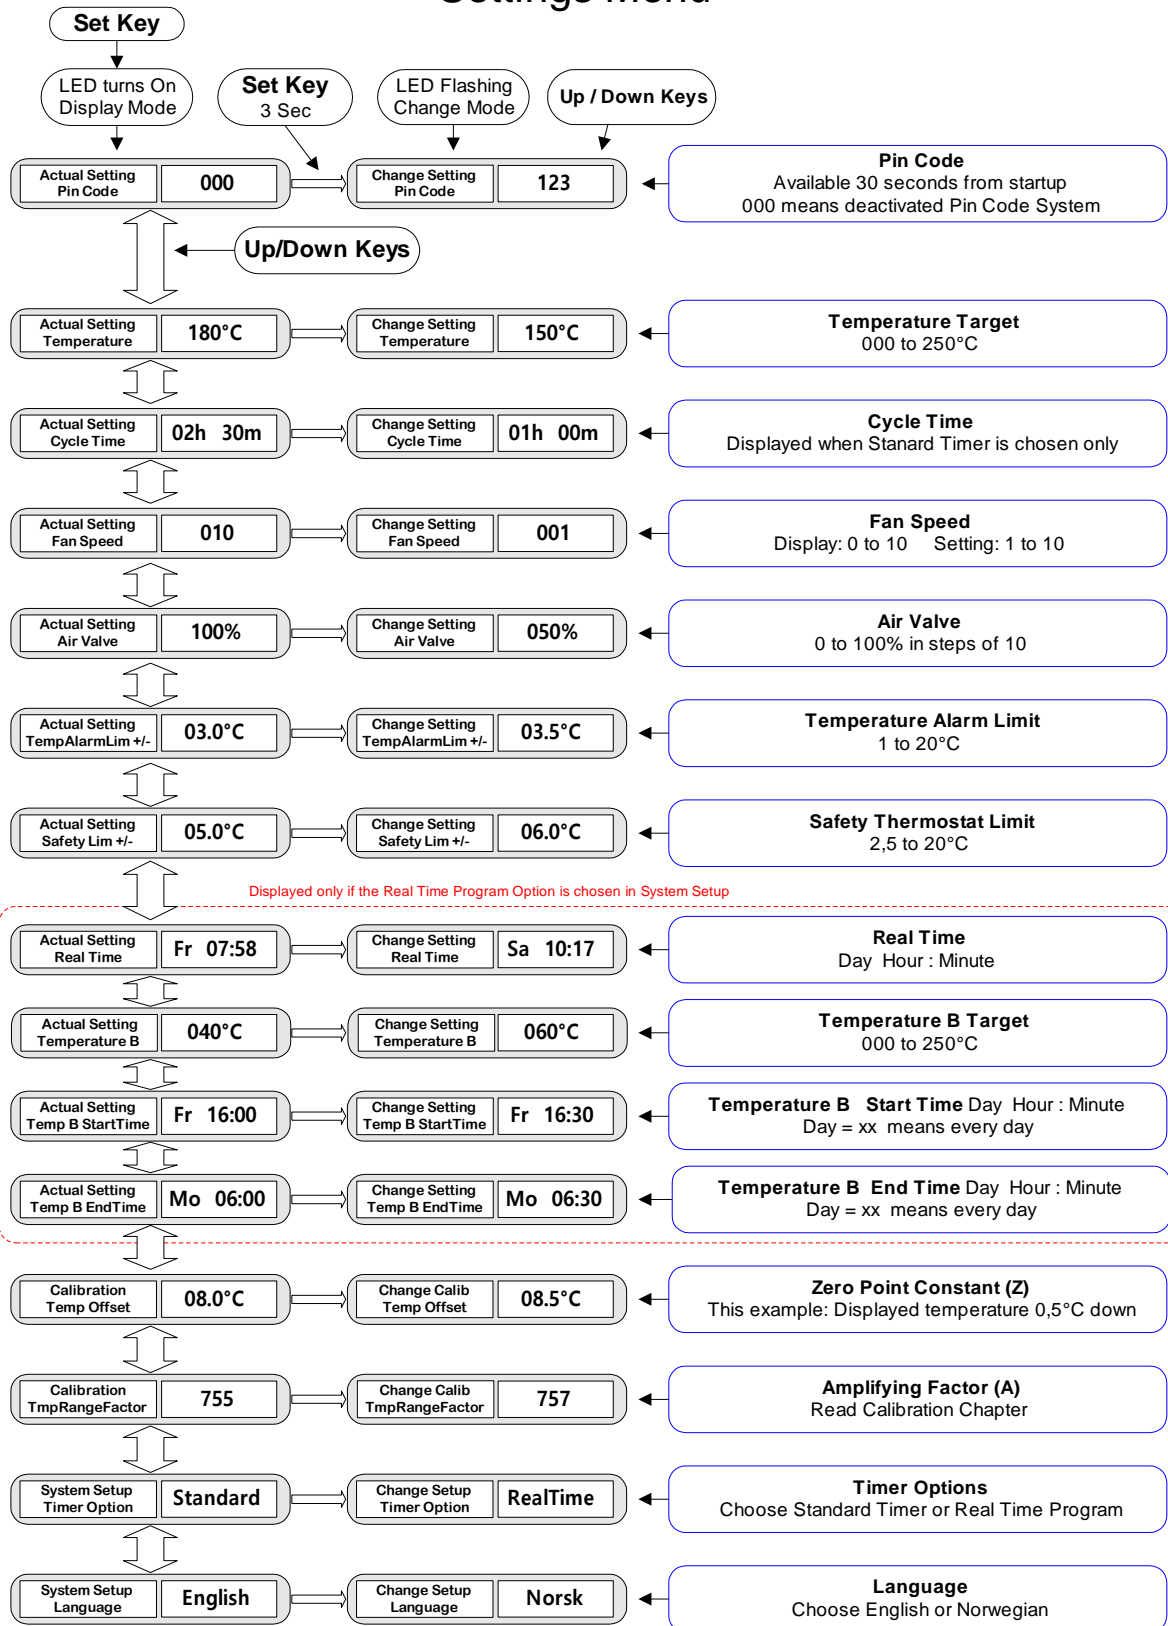 Settings Menu
Set Key
LED turns On
Display Mode
Set Key
3 Sec
LED Flashing
Change Mode
Up / Down Keys
Actual Setting
Pin Code
000
Change Setting
Pin Code
123
Pin Code
Available 30 seconds from startup
000 means deactivated Pin Code System
Up/Down Keys
Actual Setting
Temperature
180°C
Change Setting
Temperature
150°C
Temperature Target
000 to 250°C
Actual Setting
Cycle Time
02h 30m
Change Setting
Cycle Time
01h 00m
Cycle Time
Displayed when Stanard Timer is chosen only
Actual Setting
Fan Speed
010
Change Setting
Fan Speed
001
Fan Speed
Display: 0 to 10 Setting: 1 to 10
Actual Setting
Air Valve
100%
Change Setting
Air Valve
050%
Air Valve
0 to 100% in steps of 10
Actual Setting
TempAlarmLim +/-
03.0°C
Change Setting
TempAlarmLim +/-
03.5°C
Temperature Alarm Limit
1 to 20°C
Actual Setting
Safety Lim +/-
05.0°C
Change Setting
Safety Lim +/-
06.0°C
Safety Thermostat Limit
2,5 to 20°C
Displayed only if the Real Time Program Option is chosen in System Setup
Actual Setting
Real Time
Fr 07:58
Change Setting
Real Time
Sa 10:17
Real Time
Day Hour : Minute
Actual Setting
Temperature B
040°C
Change Setting
Temperature B
060°C
Temperature B Target
000 to 250°C
Actual Setting
Temp B StartTime
Fr 16:00
Change Setting
Temp B StartTime
Fr 16:30
Temperature B Start Time Day Hour : Minute
Day = xx means every day
Actual Setting
Temp B EndTime
Mo 06:00
Change Setting
Temp B EndTime
Mo 06:30
Temperature B End Time Day Hour : Minute
Day = xx means every day
Calibration
Temp Offset
08.0°C
Change Calib
Temp Offset
08.5°C
Zero Point Constant (Z)
This example: Displayed temperature 0,5°C down
Calibration
TmpRangeFactor
755
Change Calib
TmpRangeFactor
757
Amplifying Factor (A)
Read Calibration Chapter
System Setup
Timer Option
Standard
Change Setup
Timer Option
RealTime
Timer Options
Choose Standard Timer or Real Time Program
System Setup
Language
English
Change Setup
Language
Norsk
Language
Choose English or Norwegian